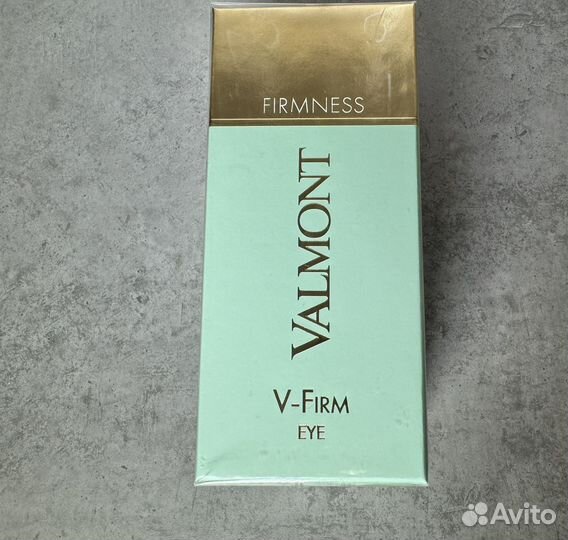 FIRMNESS
VALMONT
V-FIRM
EYE
Avito